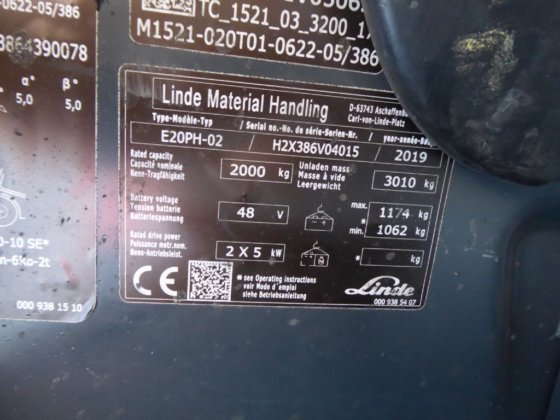 TC_1521_03_3200_1
M1521-020T01-0622-05/386
0622-05/386
3864390078
α° β°
5,0 5,0
-10 SE*
n-6Ko-2t
000 938 15 10
Linde Material Handling
D-63743 Aschaffenbu
Carl-von-Linde-Platz
Type-Modèle-Typ / Serial no.-No. de série-Serien-Nr. / year-année-Ba
E20PH-02 / H2X386V04015 / 2019
Rated capacity
Capacité nominale
Nenn-Tragfähigkeit
2000 kg
Unladen mass
Masse à vide
Leergewicht
3010 kg
Battery voltage
Tension batterie
Batteriespannung
48 V
max. 1174 kg
*
min. 1062 kg
Rated drive power
Puissance motr.nom.
Nenn-Antriebsleist.
2 X 5 kW
* kg
CE
* see Operating instructions
voir Mode d'emploi
siehe Betriebsanleitung
Linde
000 938 54 07